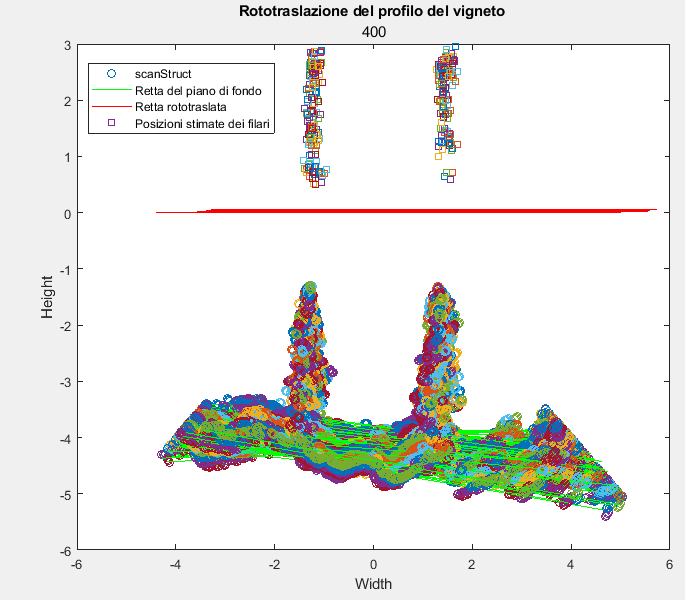 Rototraslazione del profilo del vigneto
400
scanStruct
Retta del piano di fondo
Retta rototraslata
Posizioni stimate dei filari
3
2
1
0
-1
-2
-3
-4
-5
-6
Height
-6 -4 -2 0 2 4 6
Width